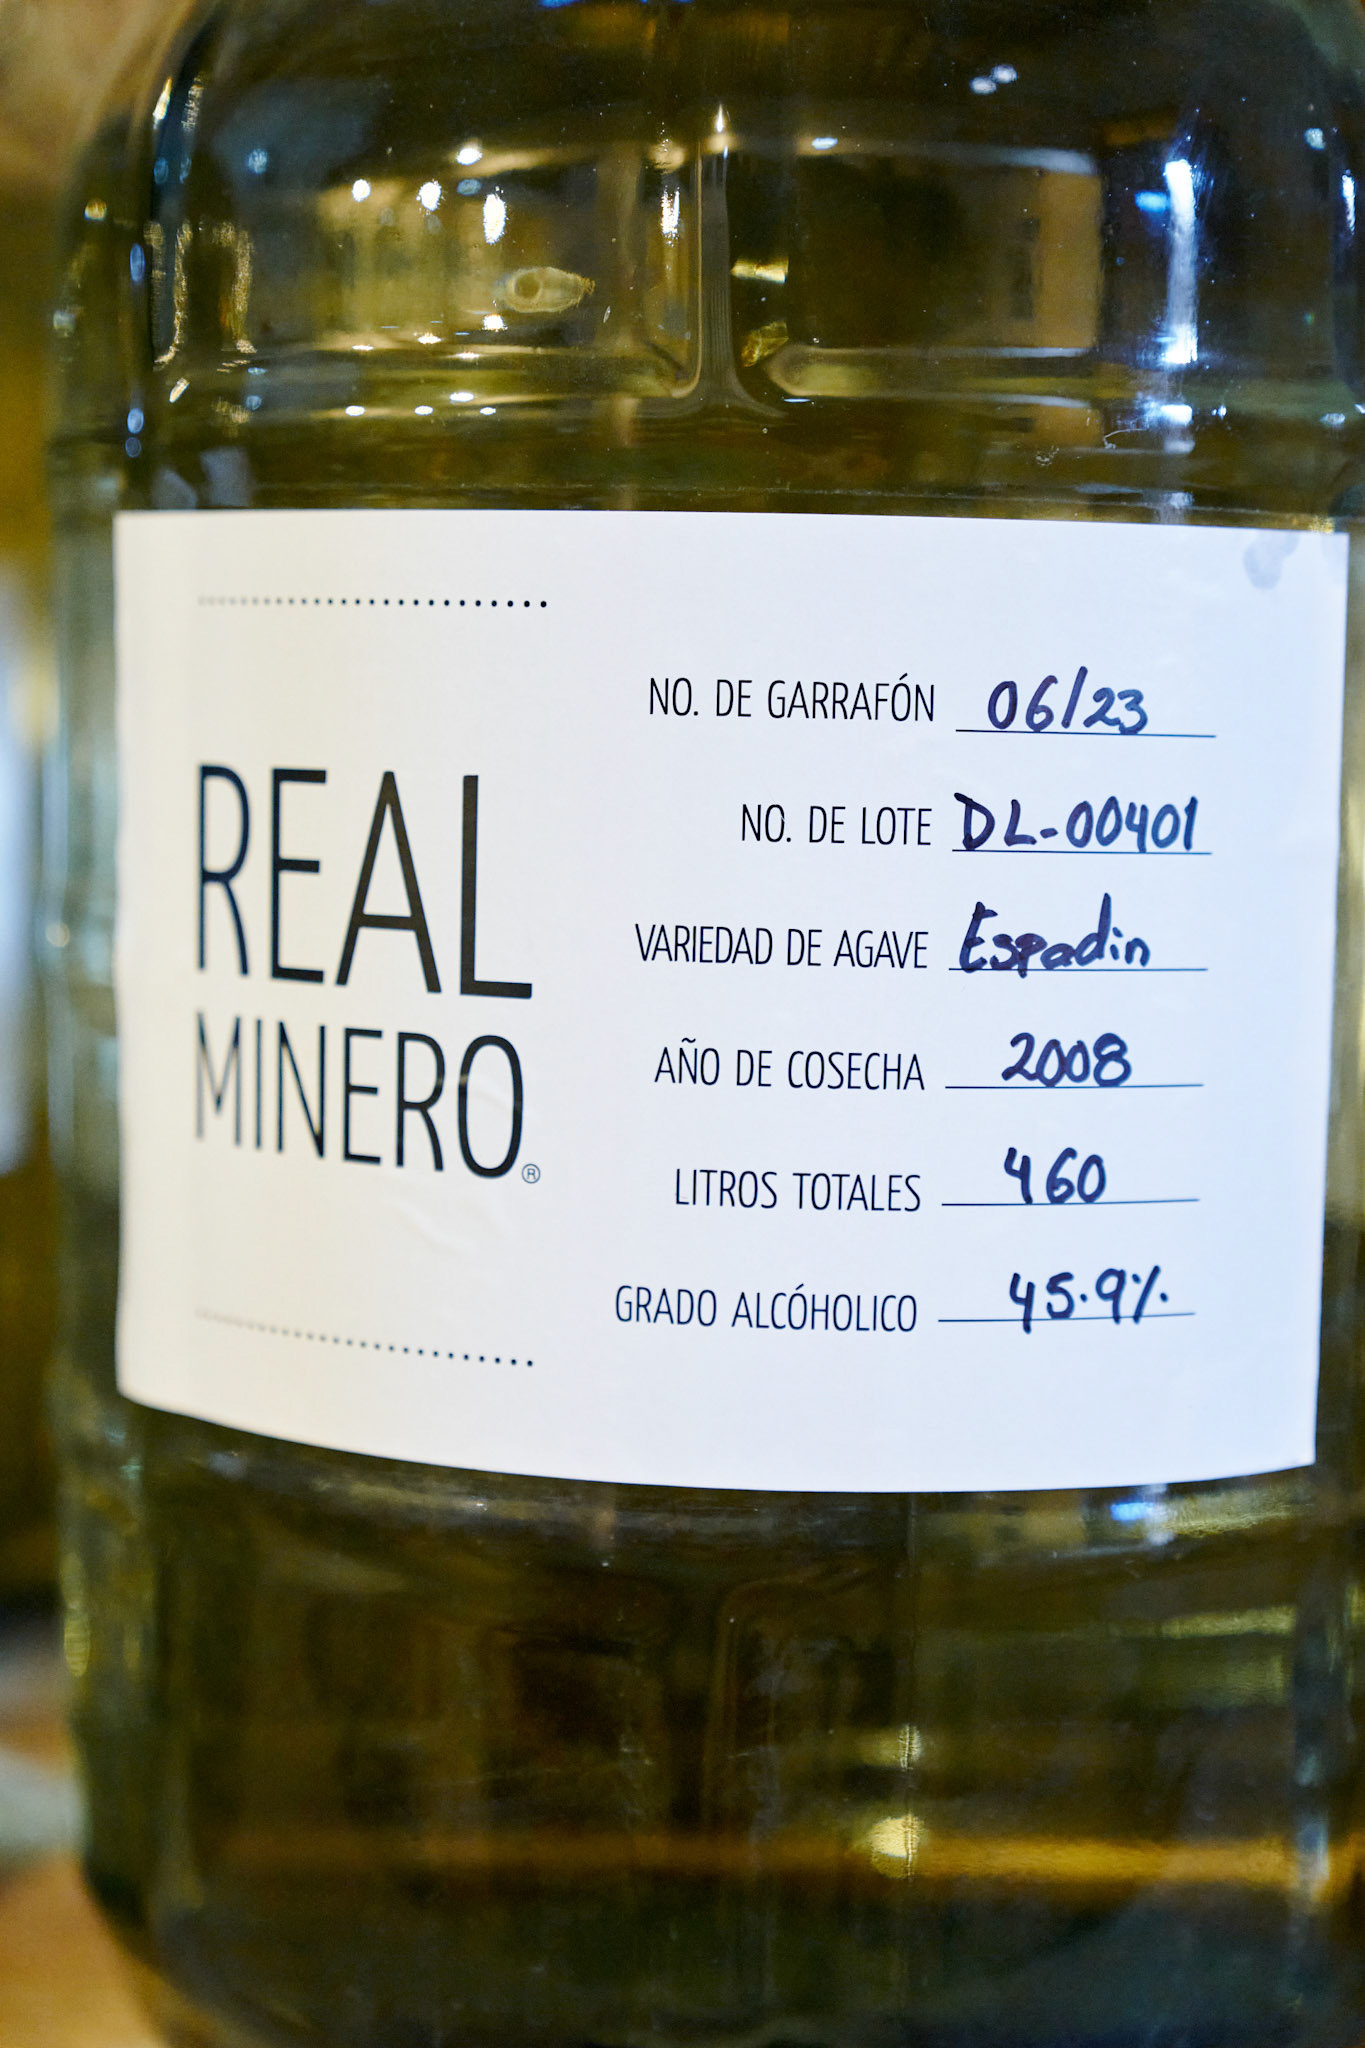 REAL
MINERO®
NO. DE GARRAFÓN 06/23
NO. DE LOTE DL-00401
VARIEDAD DE AGAVE Espadin
AÑO DE COSECHA 2008
LITROS TOTALES 460
GRADO ALCÓHOLICO 45.9%